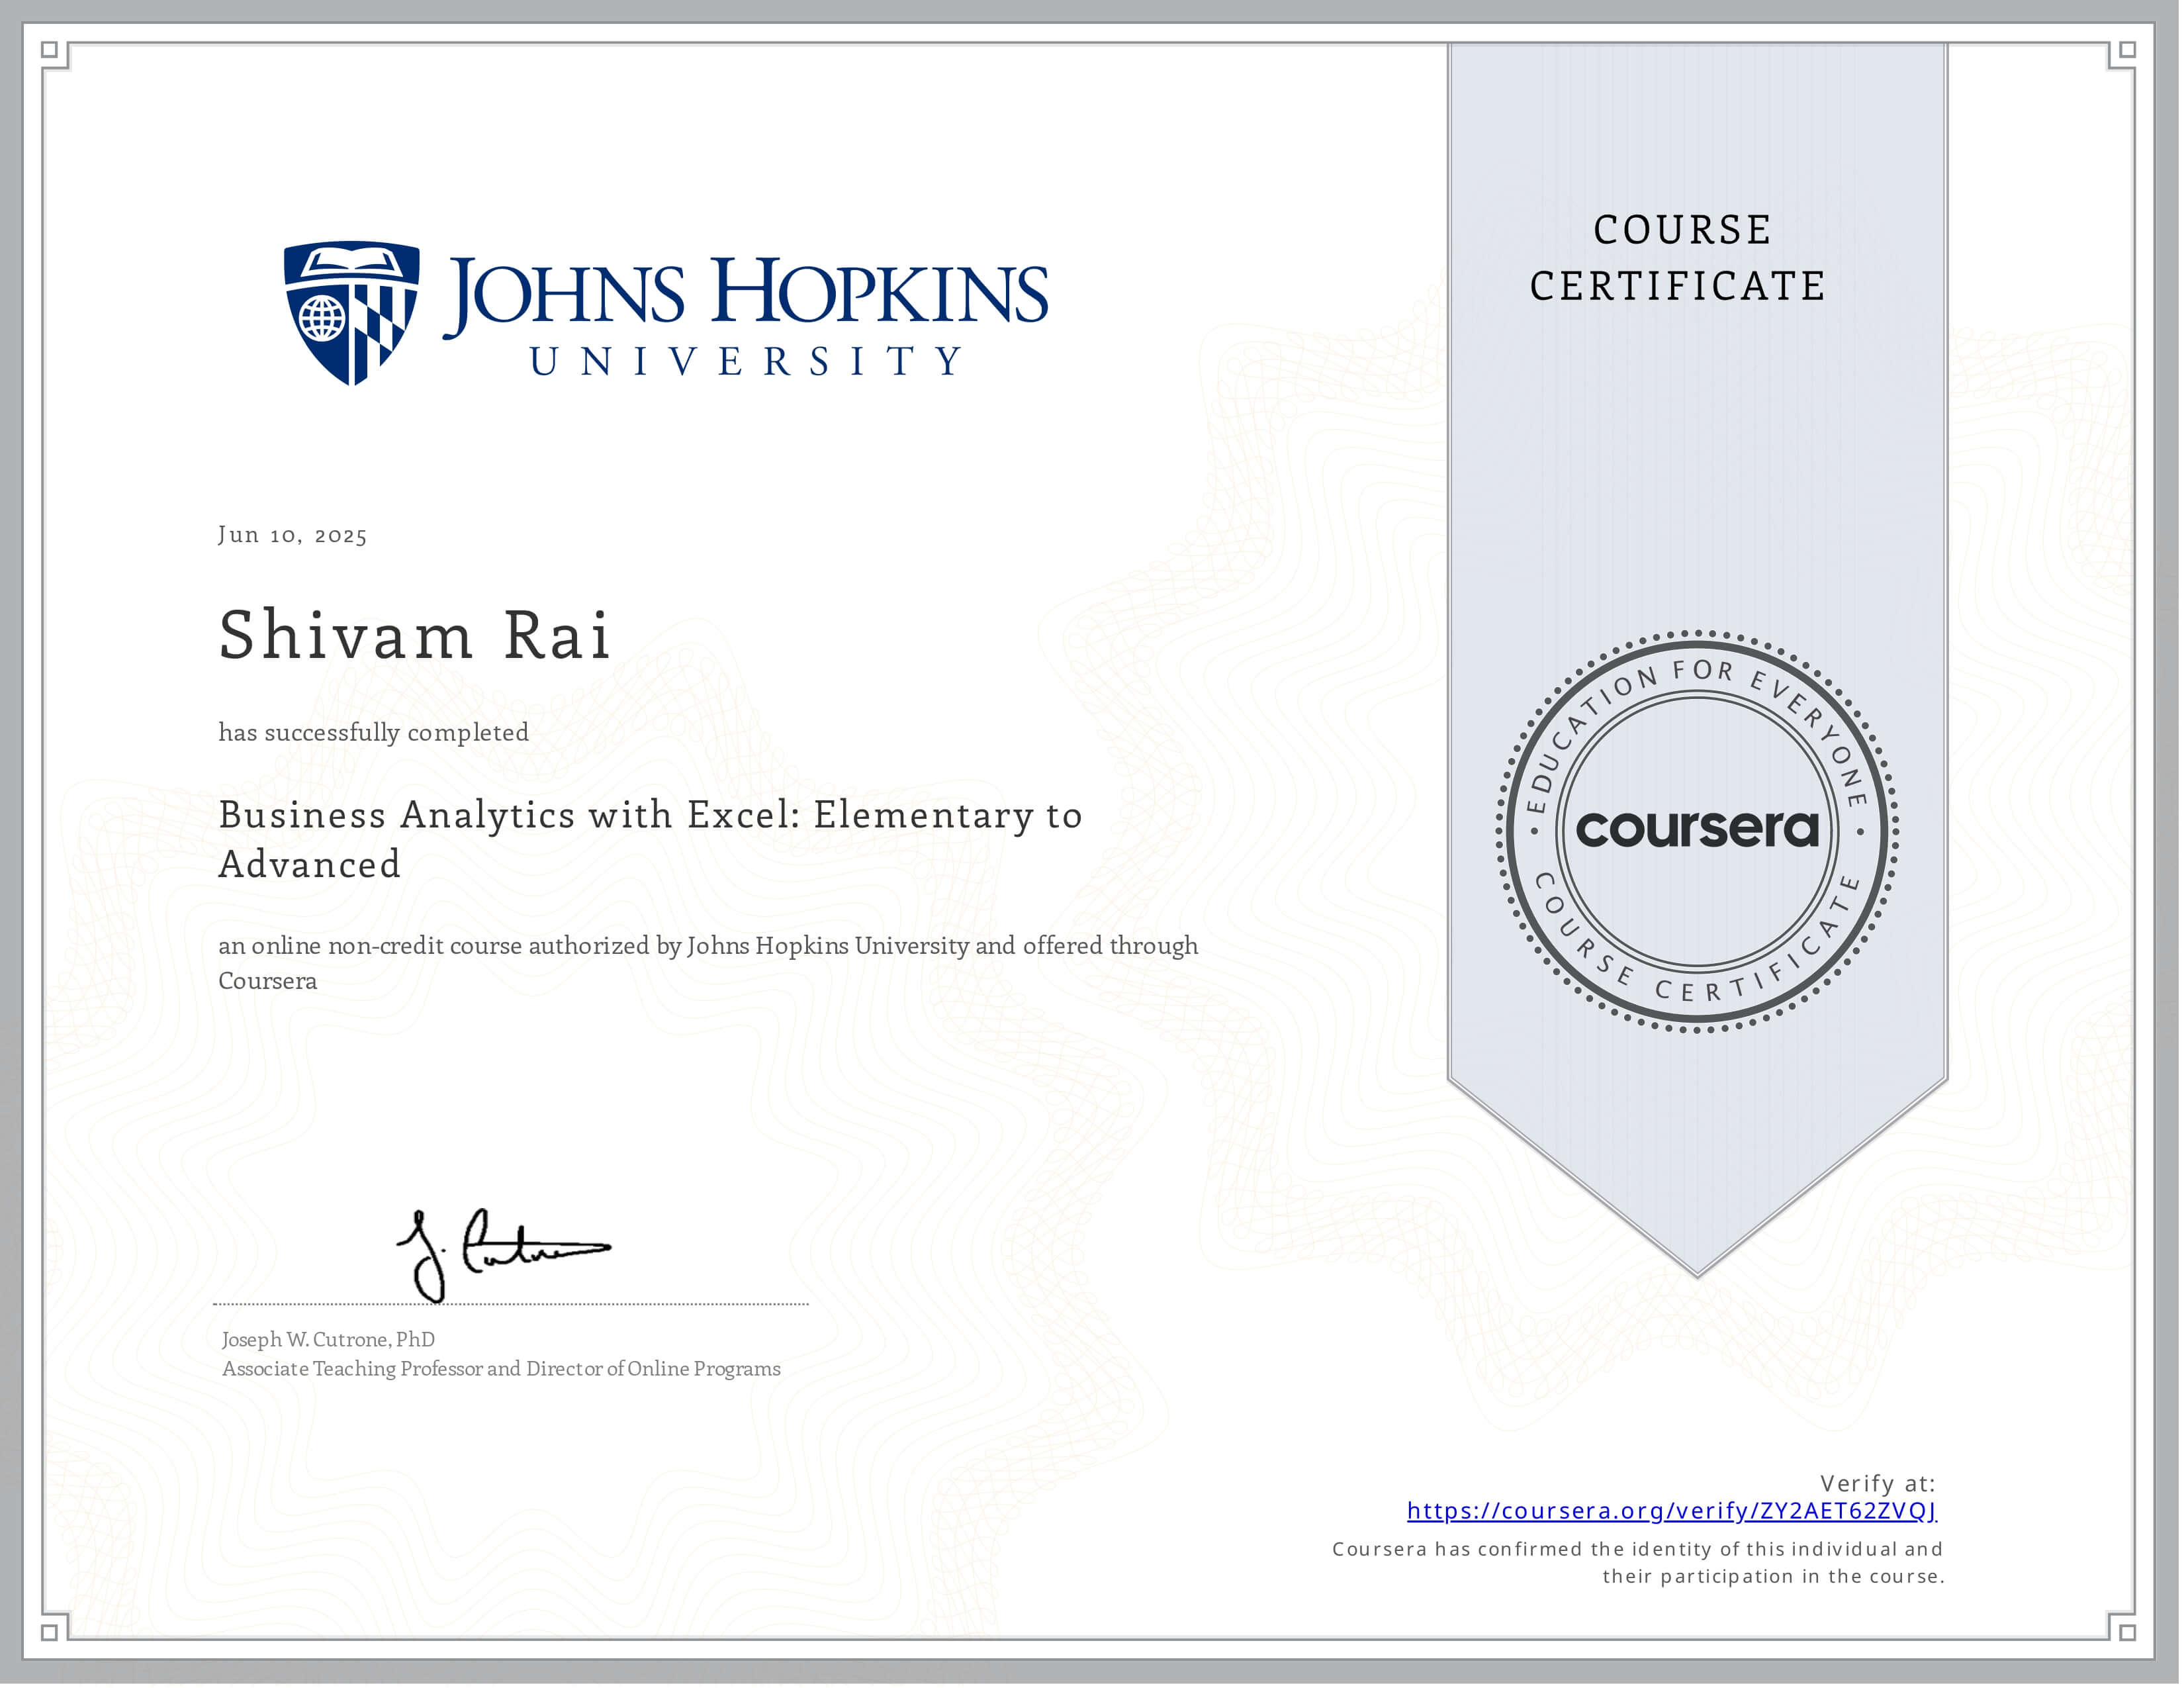 JOHNS HOPKINS
UNIVERSITY
COURSE
CERTIFICATE
Jun 10, 2025
Shivam Rai
has successfully completed
Business Analytics with Excel: Elementary to
Advanced
an online non-credit course authorized by Johns Hopkins University and offered through
Coursera
EDUCATION FOR EVERYONE
coursera
COURSE CERTIFICATE
J. Cutrone
Joseph W. Cutrone, PhD
Associate Teaching Professor and Director of Online Programs
Verify at:
https://coursera.org/verify/ZY2AET62ZVQJ
Coursera has confirmed the identity of this individual and
their participation in the course.